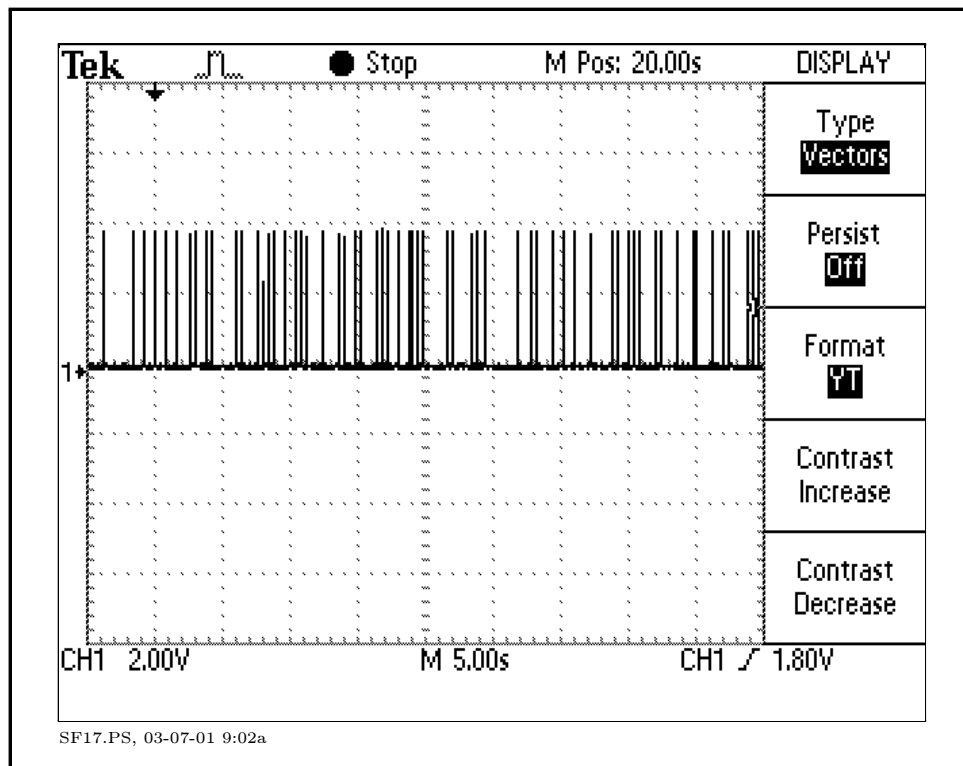 Tek Stop M Pos: 20.00s DISPLAY
Type
Vectors
Persist
Off
Format
YT
Contrast
Increase
Contrast
Decrease
1
CH1 2.00V M 5.00s CH1 1.80V
SF17.PS, 03-07-01 9:02a